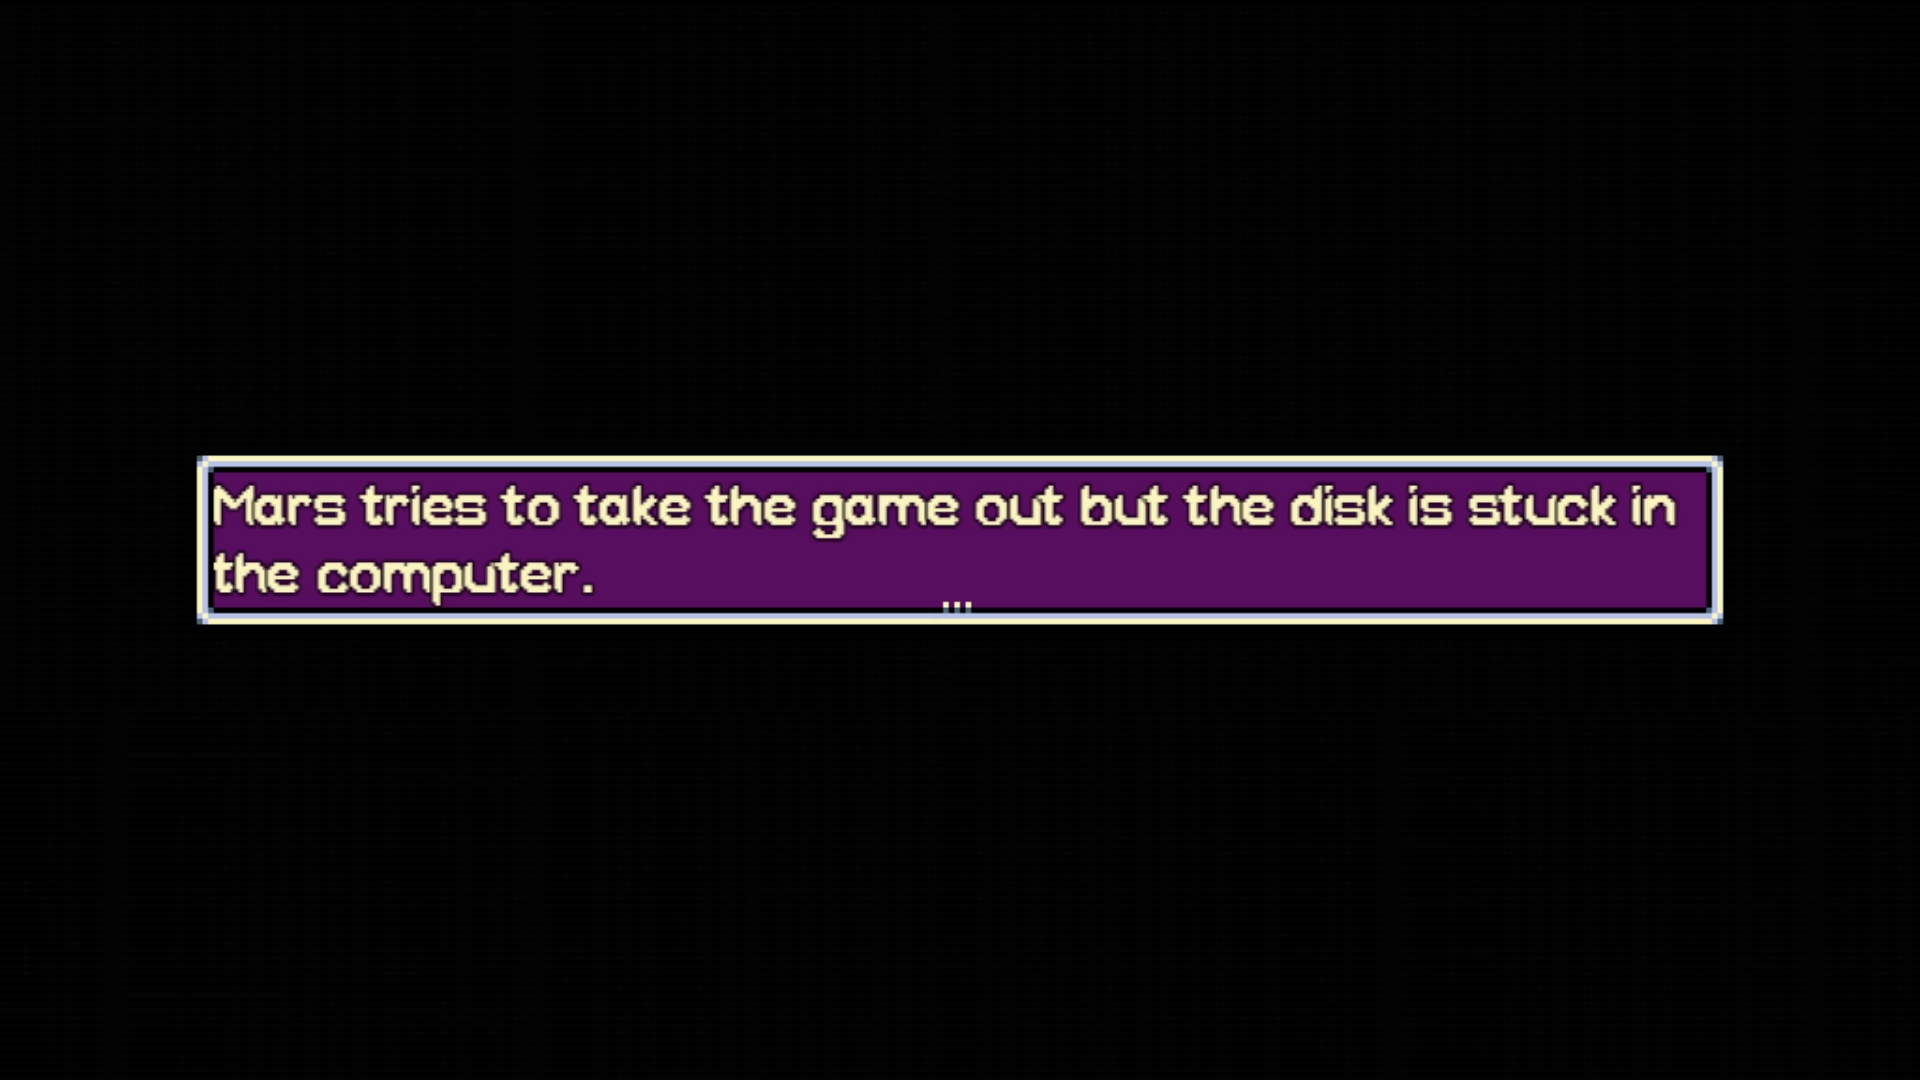 Mars tries to take the game out but the disk is stuck in
the computer.
...